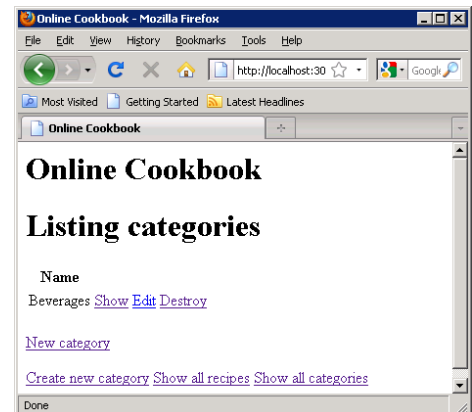 Online Cookbook - Mozilla Firefox
File Edit View History Bookmarks Tools Help
http://localhost:30
Most Visited Getting Started Latest Headlines
Online Cookbook
Online Cookbook
Listing categories
Name
Beverages Show Edit Destroy
New category
Create new category Show all recipes Show all categories
Done